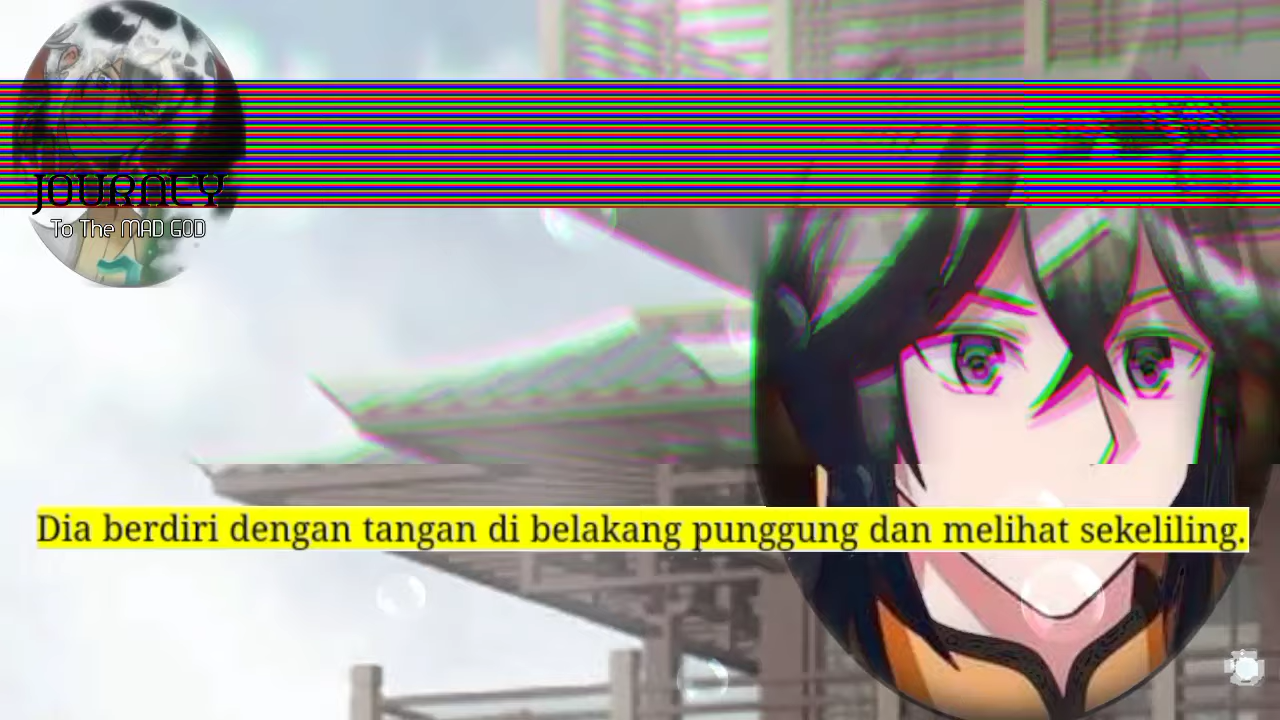 JOURNEY
To The MAD GOD
Dia berdiri dengan tangan di belakang punggung dan melihat sekeliling.